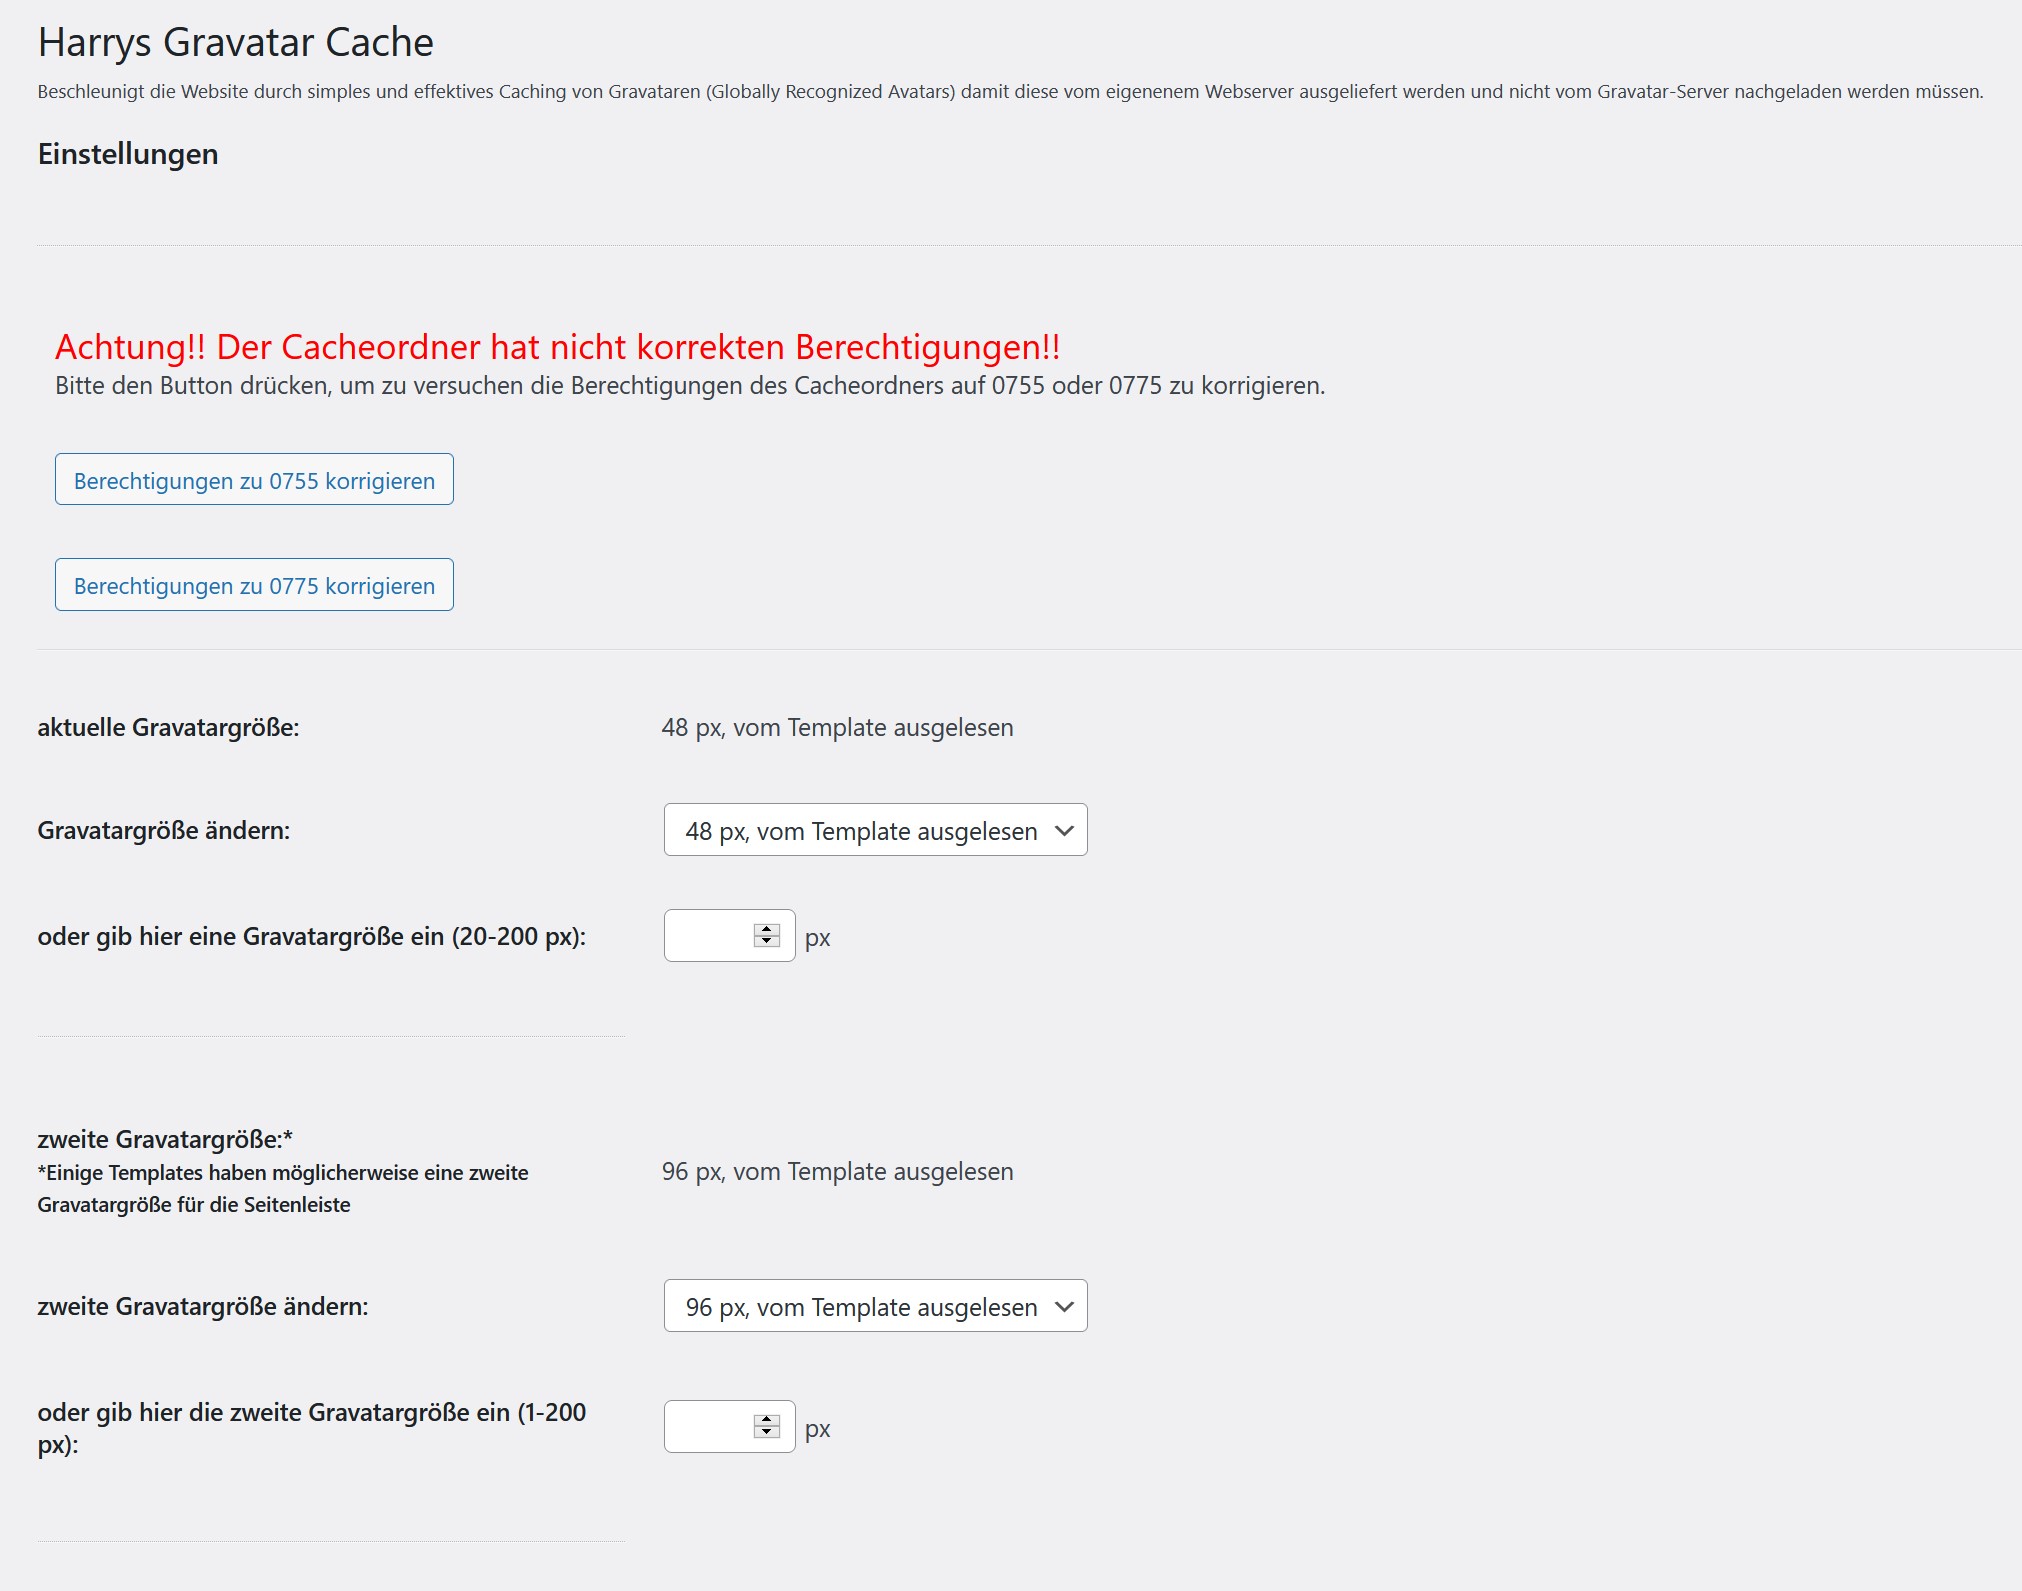 Harrys Gravatar Cache
Beschleunigt die Website durch simples und effektives Caching von Gravataren (Globally Recognized Avatars) damit diese vom eigenenem Webserver ausgeliefert werden und nicht vom Gravatar-Server nachgeladen werden müssen.
Einstellungen
Achtung!! Der Cacheordner hat nicht korrekten Berechtigungen!!
Bitte den Button drücken, um zu versuchen die Berechtigungen des Cacheordners auf 0755 oder 0775 zu korrigieren.
Berechtigungen zu 0755 korrigieren
Berechtigungen zu 0775 korrigieren
aktuelle Gravatargröße: 48 px, vom Template ausgelesen
Gravatargröße ändern: 48 px, vom Template ausgelesen
oder gib hier eine Gravatargröße ein (20-200 px): px
zweite Gravatargröße:*
*Einige Templates haben möglicherweise eine zweite
Gravatargröße für die Seitenleiste
96 px, vom Template ausgelesen
zweite Gravatargröße ändern: 96 px, vom Template ausgelesen
oder gib hier die zweite Gravatargröße ein (1-200
px):
px